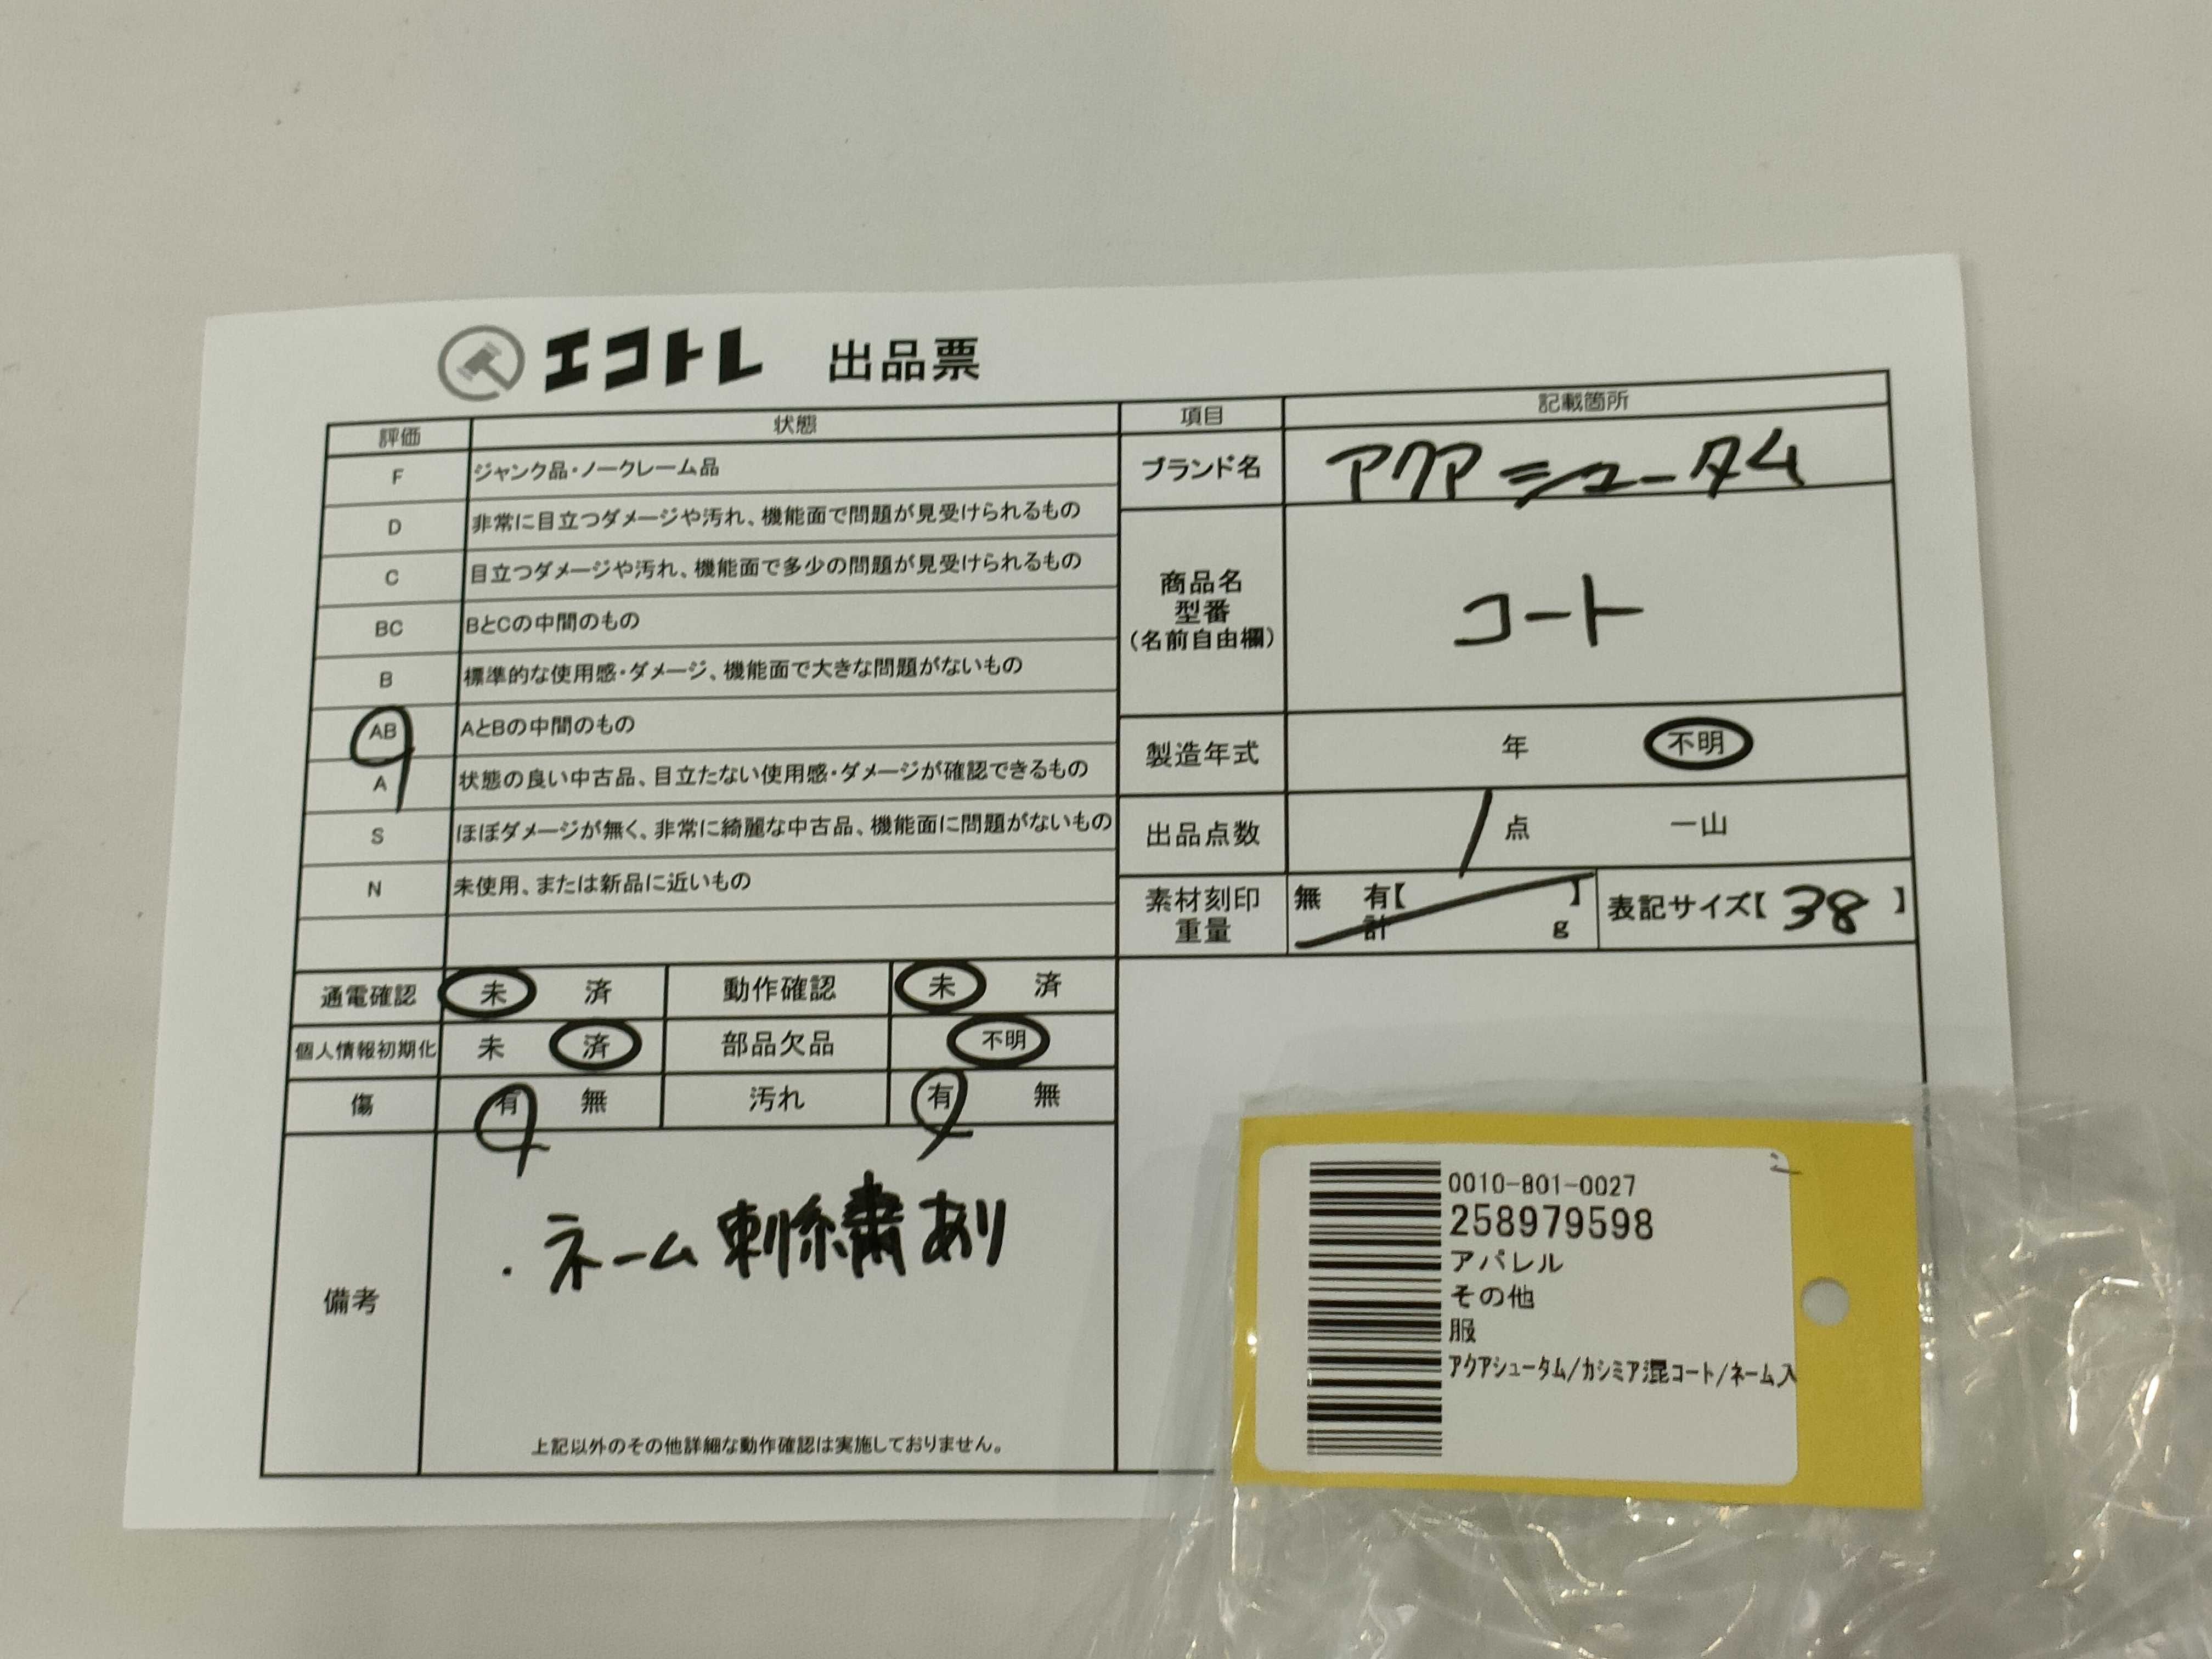 エコトレ 出品票
評価 状態 項目 記載箇所
F ジャンク品・ノークレーム品
D 非常に目立つダメージや汚れ、機能面で問題が見受けられるもの
C 目立つダメージや汚れ、機能面で多少の問題が見受けられるもの
BC BとCの中間のもの
B 標準的な使用感・ダメージ、機能面で大きな問題がないもの
AB AとBの中間のもの
A 状態の良い中古品、目立たない使用感・ダメージが確認できるもの
S ほぼダメージが無く、非常に綺麗な中古品、機能面に問題がないもの
N 未使用、または新品に近いもの
ブランド名 アクアシュータム
商品名
型番
(名前自由欄)
コート
製造年式 年 不明
出品点数 1点 一山
素材刻印 無 有【 】
重量 計 g
表記サイズ【38】
通電確認 未 済 動作確認 未 済
個人情報初期化 未 済 部品欠品 不明
傷 有 無 汚れ 有 無
備考
・ネーム刺繍あり
上記以外のその他詳細な動作確認は実施しておりません。
0010-801-0027
258979598
アパレル
その他
服
アクアシュータム/カシミア混コート/ネーム入